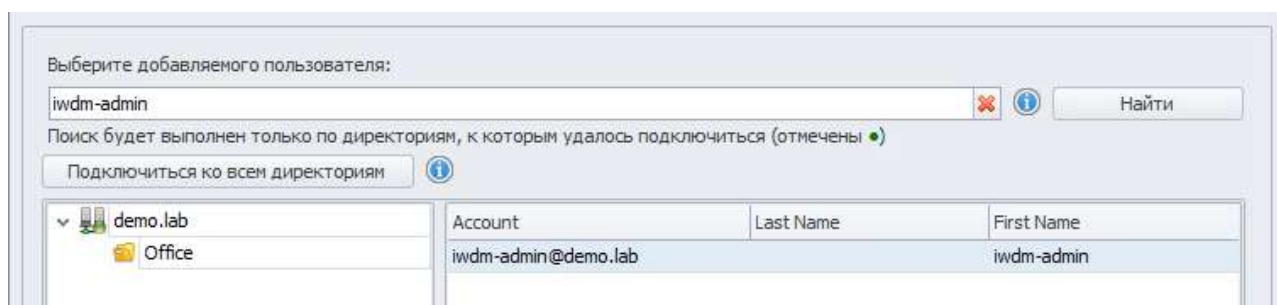 Выберите добавляемого пользователя:
iwdm-admin
Найти
Поиск будет выполнен только по директориям, к которым удалось подключиться (отмечены ●)
Подключиться ко всем директориям
demo.lab
Office
Account Last Name First Name
iwdm-admin@demo.lab iwdm-admin